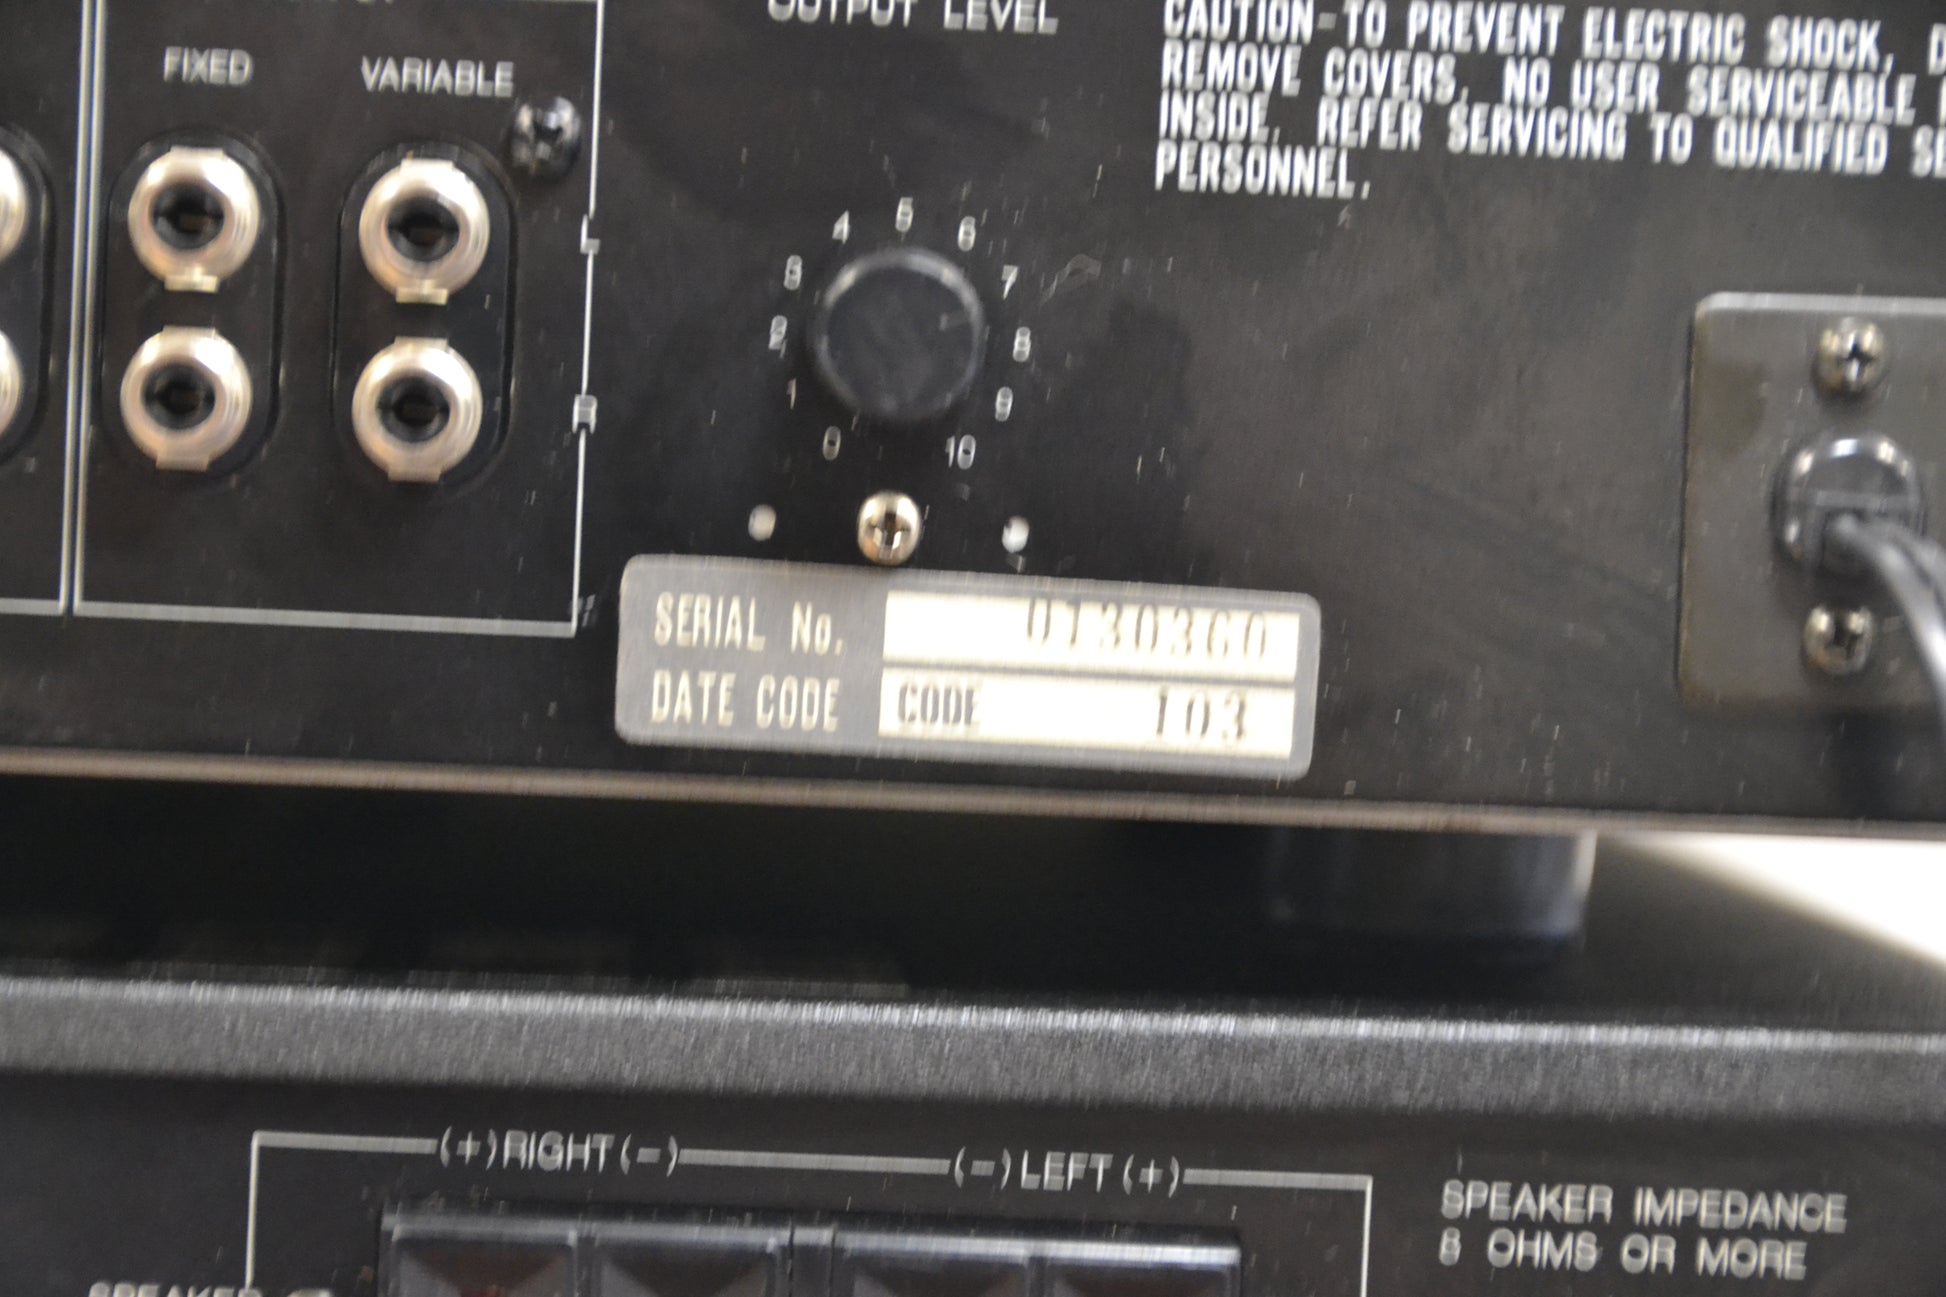 FIXED
VARIABLE
L
R
OUTPUT LEVEL
0 1 2 3 4 5 6 7 8 9 10
CAUTION-TO PREVENT ELECTRIC SHOCK,
REMOVE COVERS. NO USER SERVICEABLE
INSIDE. REFER SERVICING TO QUALIFIED
PERSONNEL.
SERIAL No. 0130360
DATE CODE CODE 103
(+) RIGHT (-)
(-) LEFT (+)
SPEAKER IMPEDANCE
8 OHMS OR MORE
SPEAKER